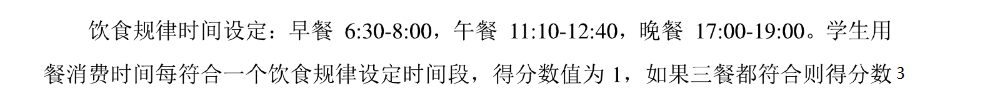 饮食规律时间设定：早餐 6:30-8:00，午餐 11:10-12:40，晚餐 17:00-19:00。学生用
餐消费时间每符合一个饮食规律设定时间段，得分数值为 1，如果三餐都符合则得分数 3